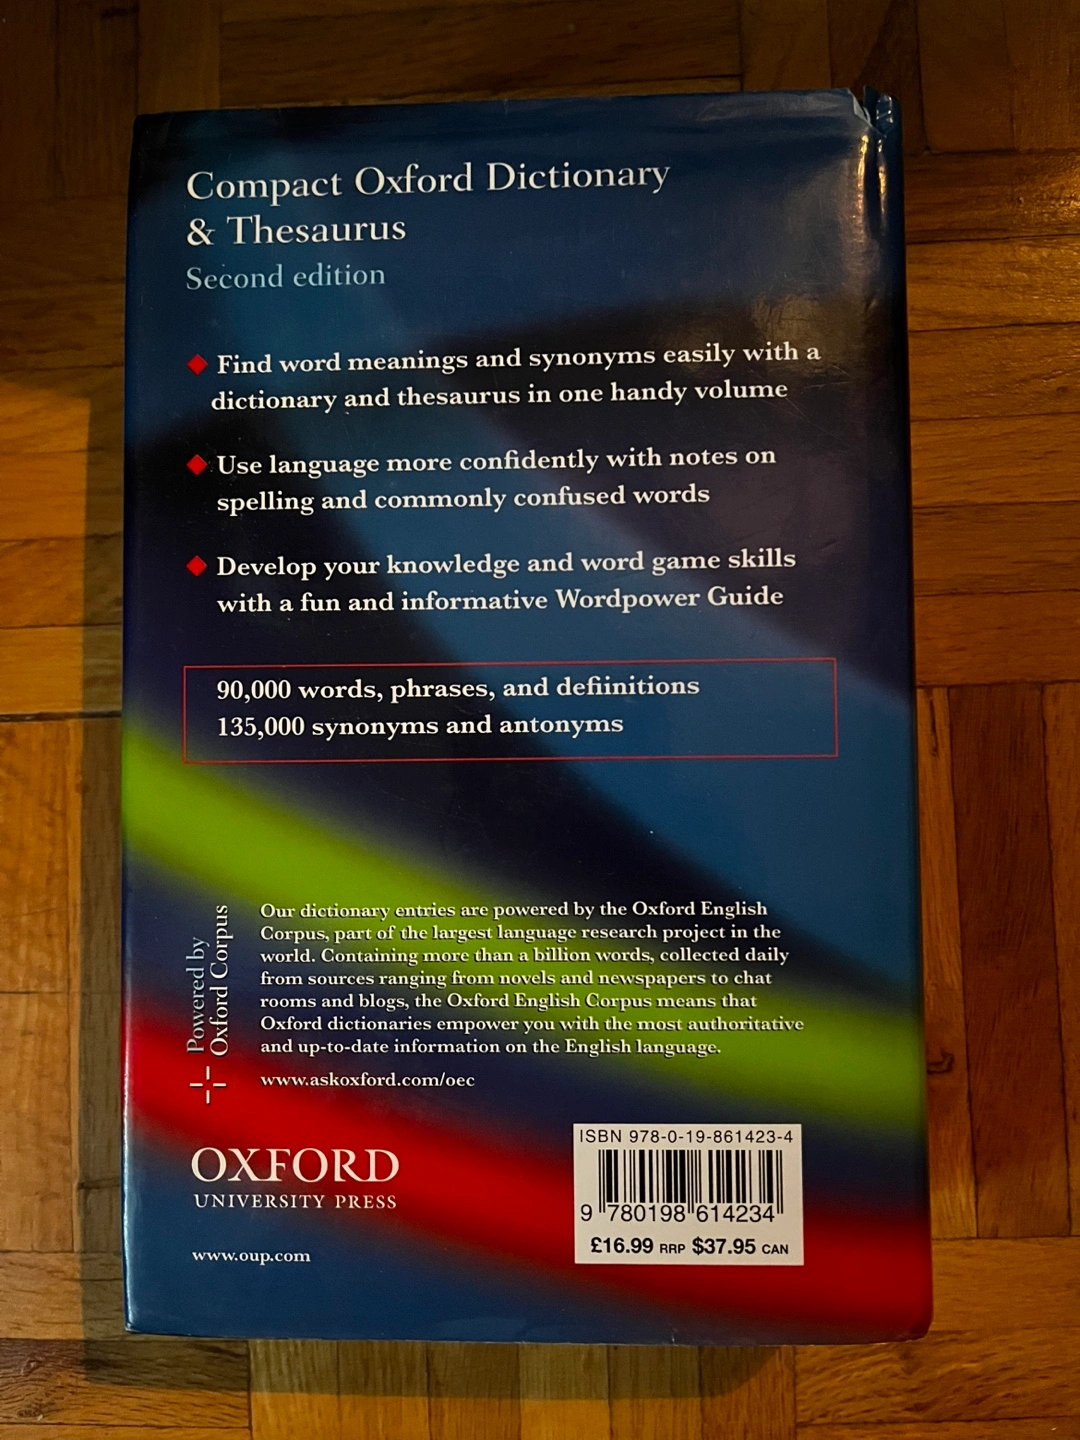 Compact Oxford Dictionary
& Thesaurus
Second edition
Find word meanings and synonyms easily with a
dictionary and thesaurus in one handy volume
Use language more confidently with notes on
spelling and commonly confused words
Develop your knowledge and word game skills
with a fun and informative Wordpower Guide
90,000 words, phrases, and defiinitions
135,000 synonyms and antonyms
Powered by
Oxford Corpus
Our dictionary entries are powered by the Oxford English
Corpus, part of the largest language research project in the
world. Containing more than a billion words, collected daily
from sources ranging from novels and newspapers to chat
rooms and blogs, the Oxford English Corpus means that
Oxford dictionaries empower you with the most authoritative
and up-to-date information on the English language.
www.askoxford.com/oec
OXFORD
UNIVERSITY PRESS
www.oup.com
ISBN 978-0-19-861423-4
9 780198 614234
£16.99 RRP $37.95 CAN